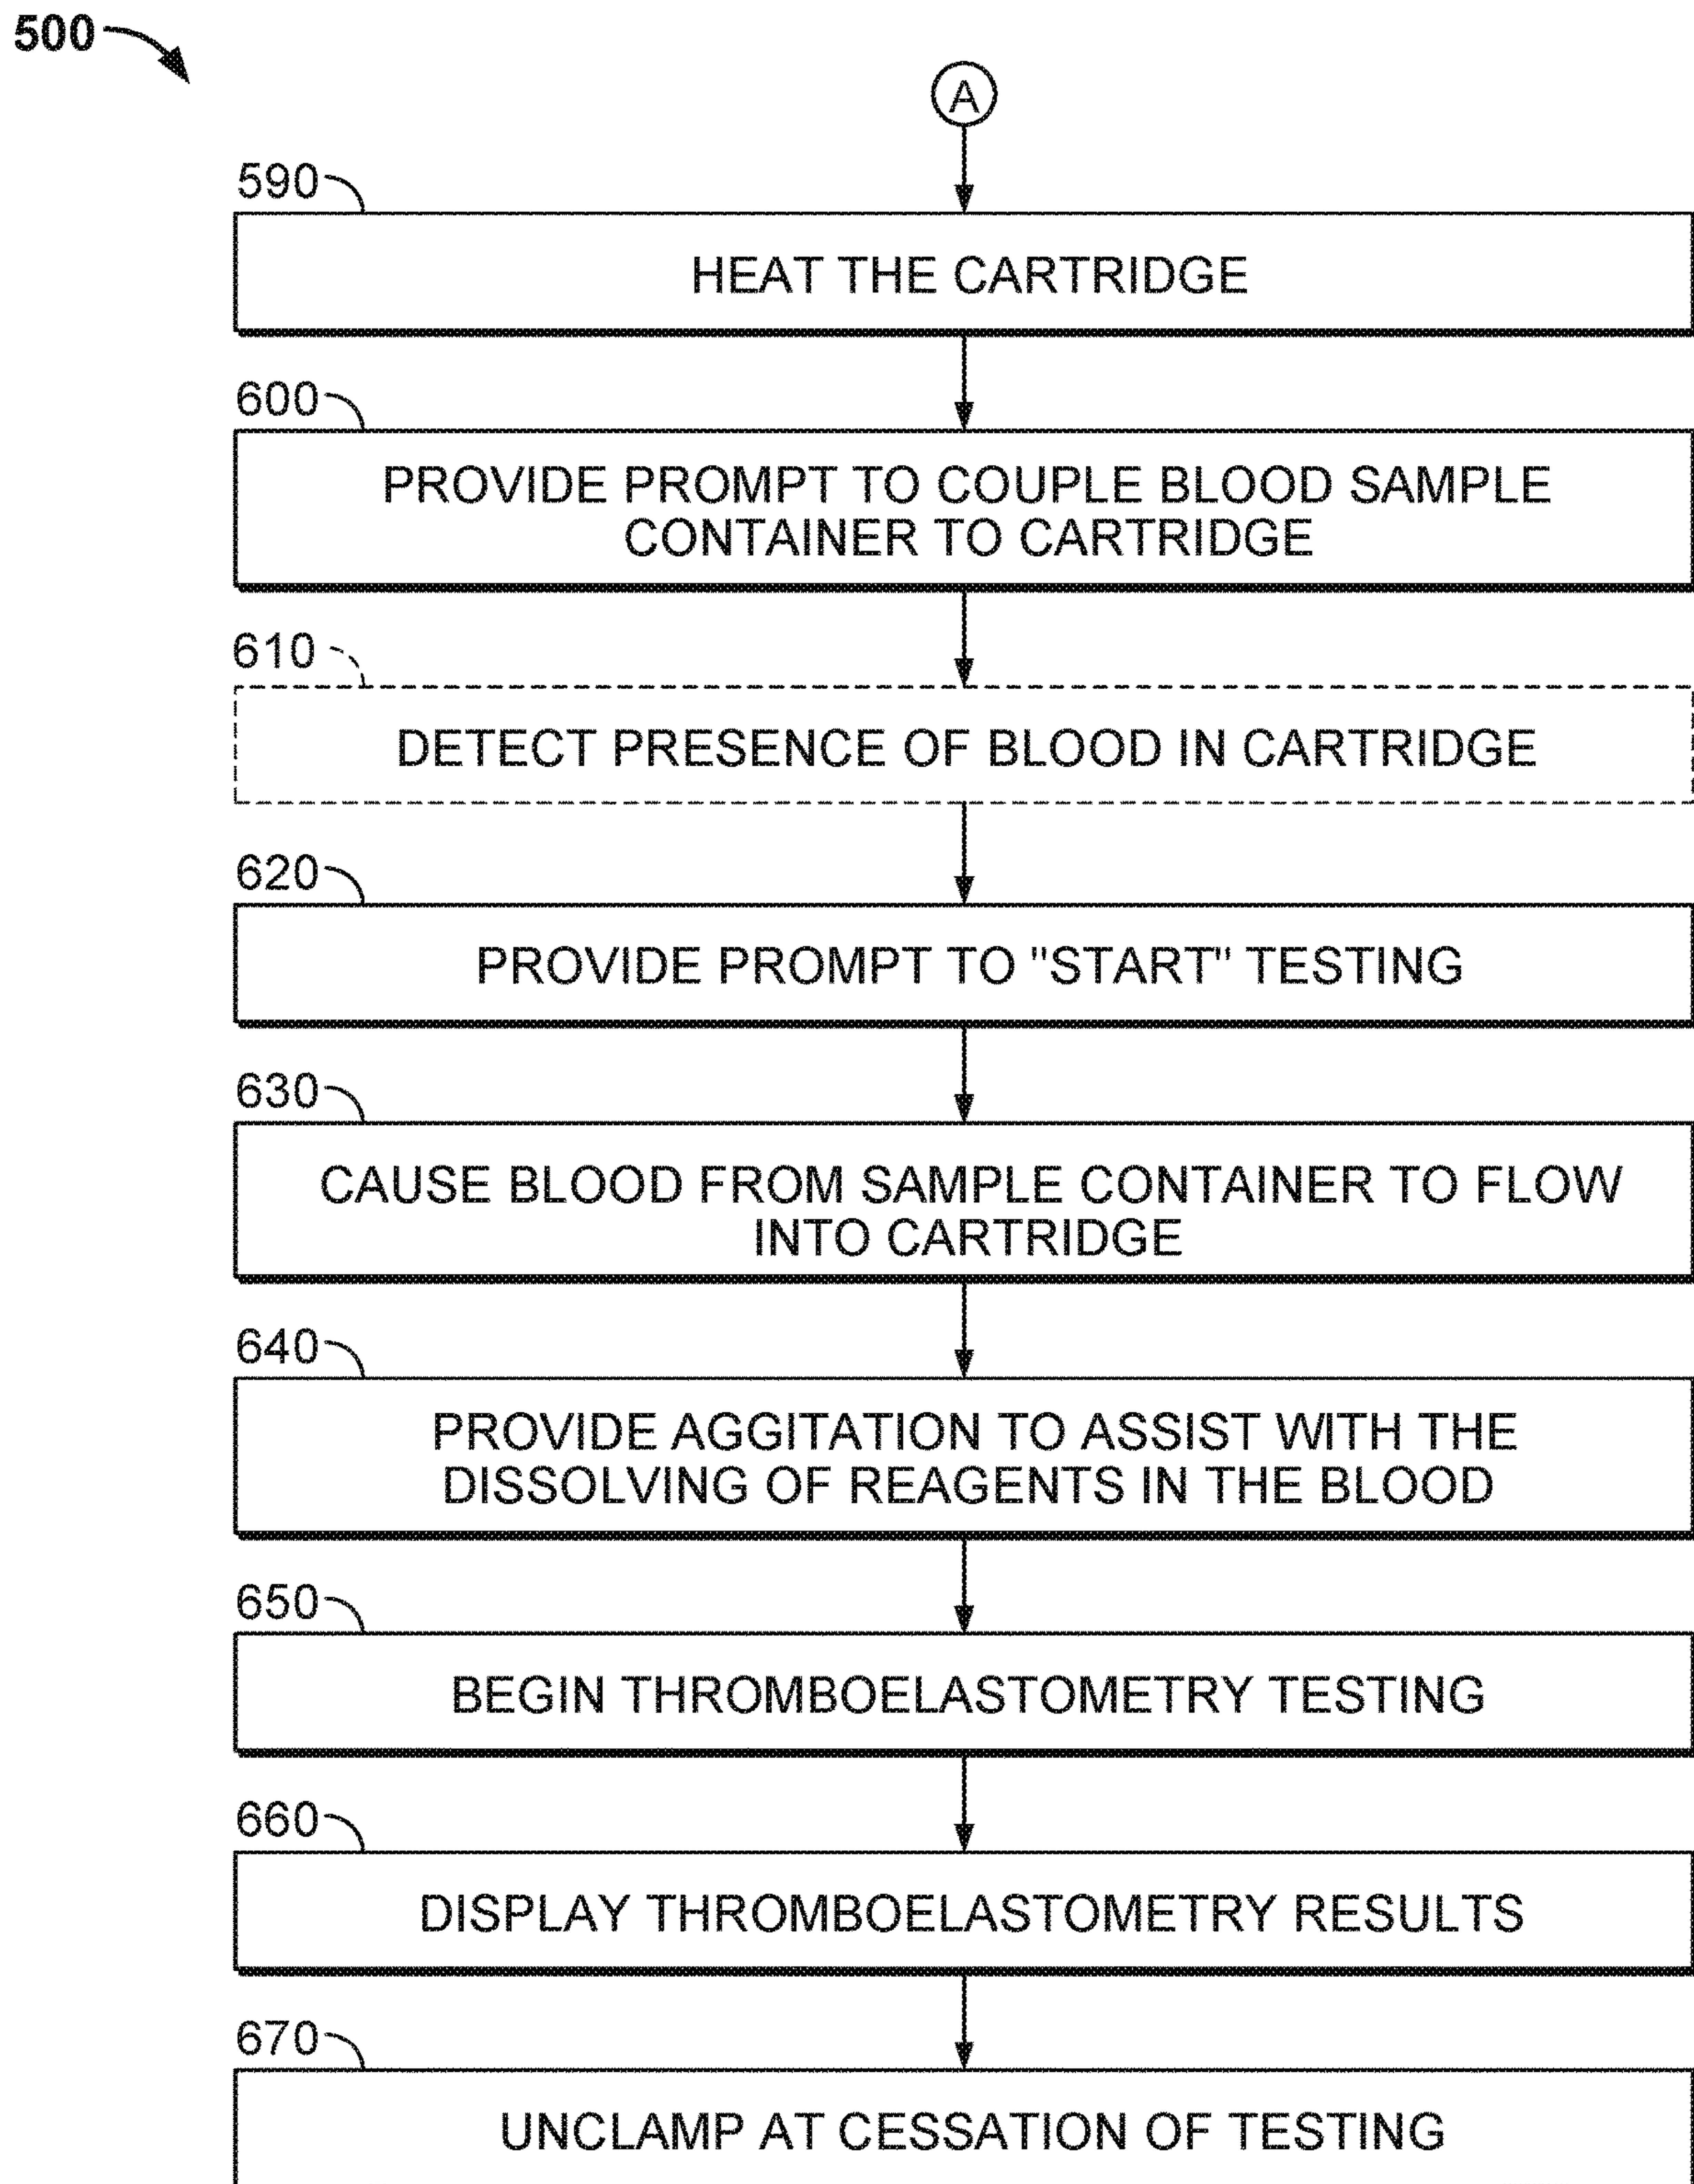 500
A
590
HEAT THE CARTRIDGE
600
PROVIDE PROMPT TO COUPLE BLOOD SAMPLE
CONTAINER TO CARTRIDGE
610
DETECT PRESENCE OF BLOOD IN CARTRIDGE
620
PROVIDE PROMPT TO "START" TESTING
630
CAUSE BLOOD FROM SAMPLE CONTAINER TO FLOW
INTO CARTRIDGE
640
PROVIDE AGGITATION TO ASSIST WITH THE
DISSOLVING OF REAGENTS IN THE BLOOD
650
BEGIN THROMBOELASTOMETRY TESTING
660
DISPLAY THROMBOELASTOMETRY RESULTS
670
UNCLAMP AT CESSATION OF TESTING